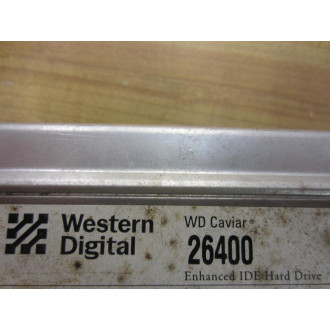 Western
Digital
WD Caviar®
26400
Enhanced IDE Hard Drive